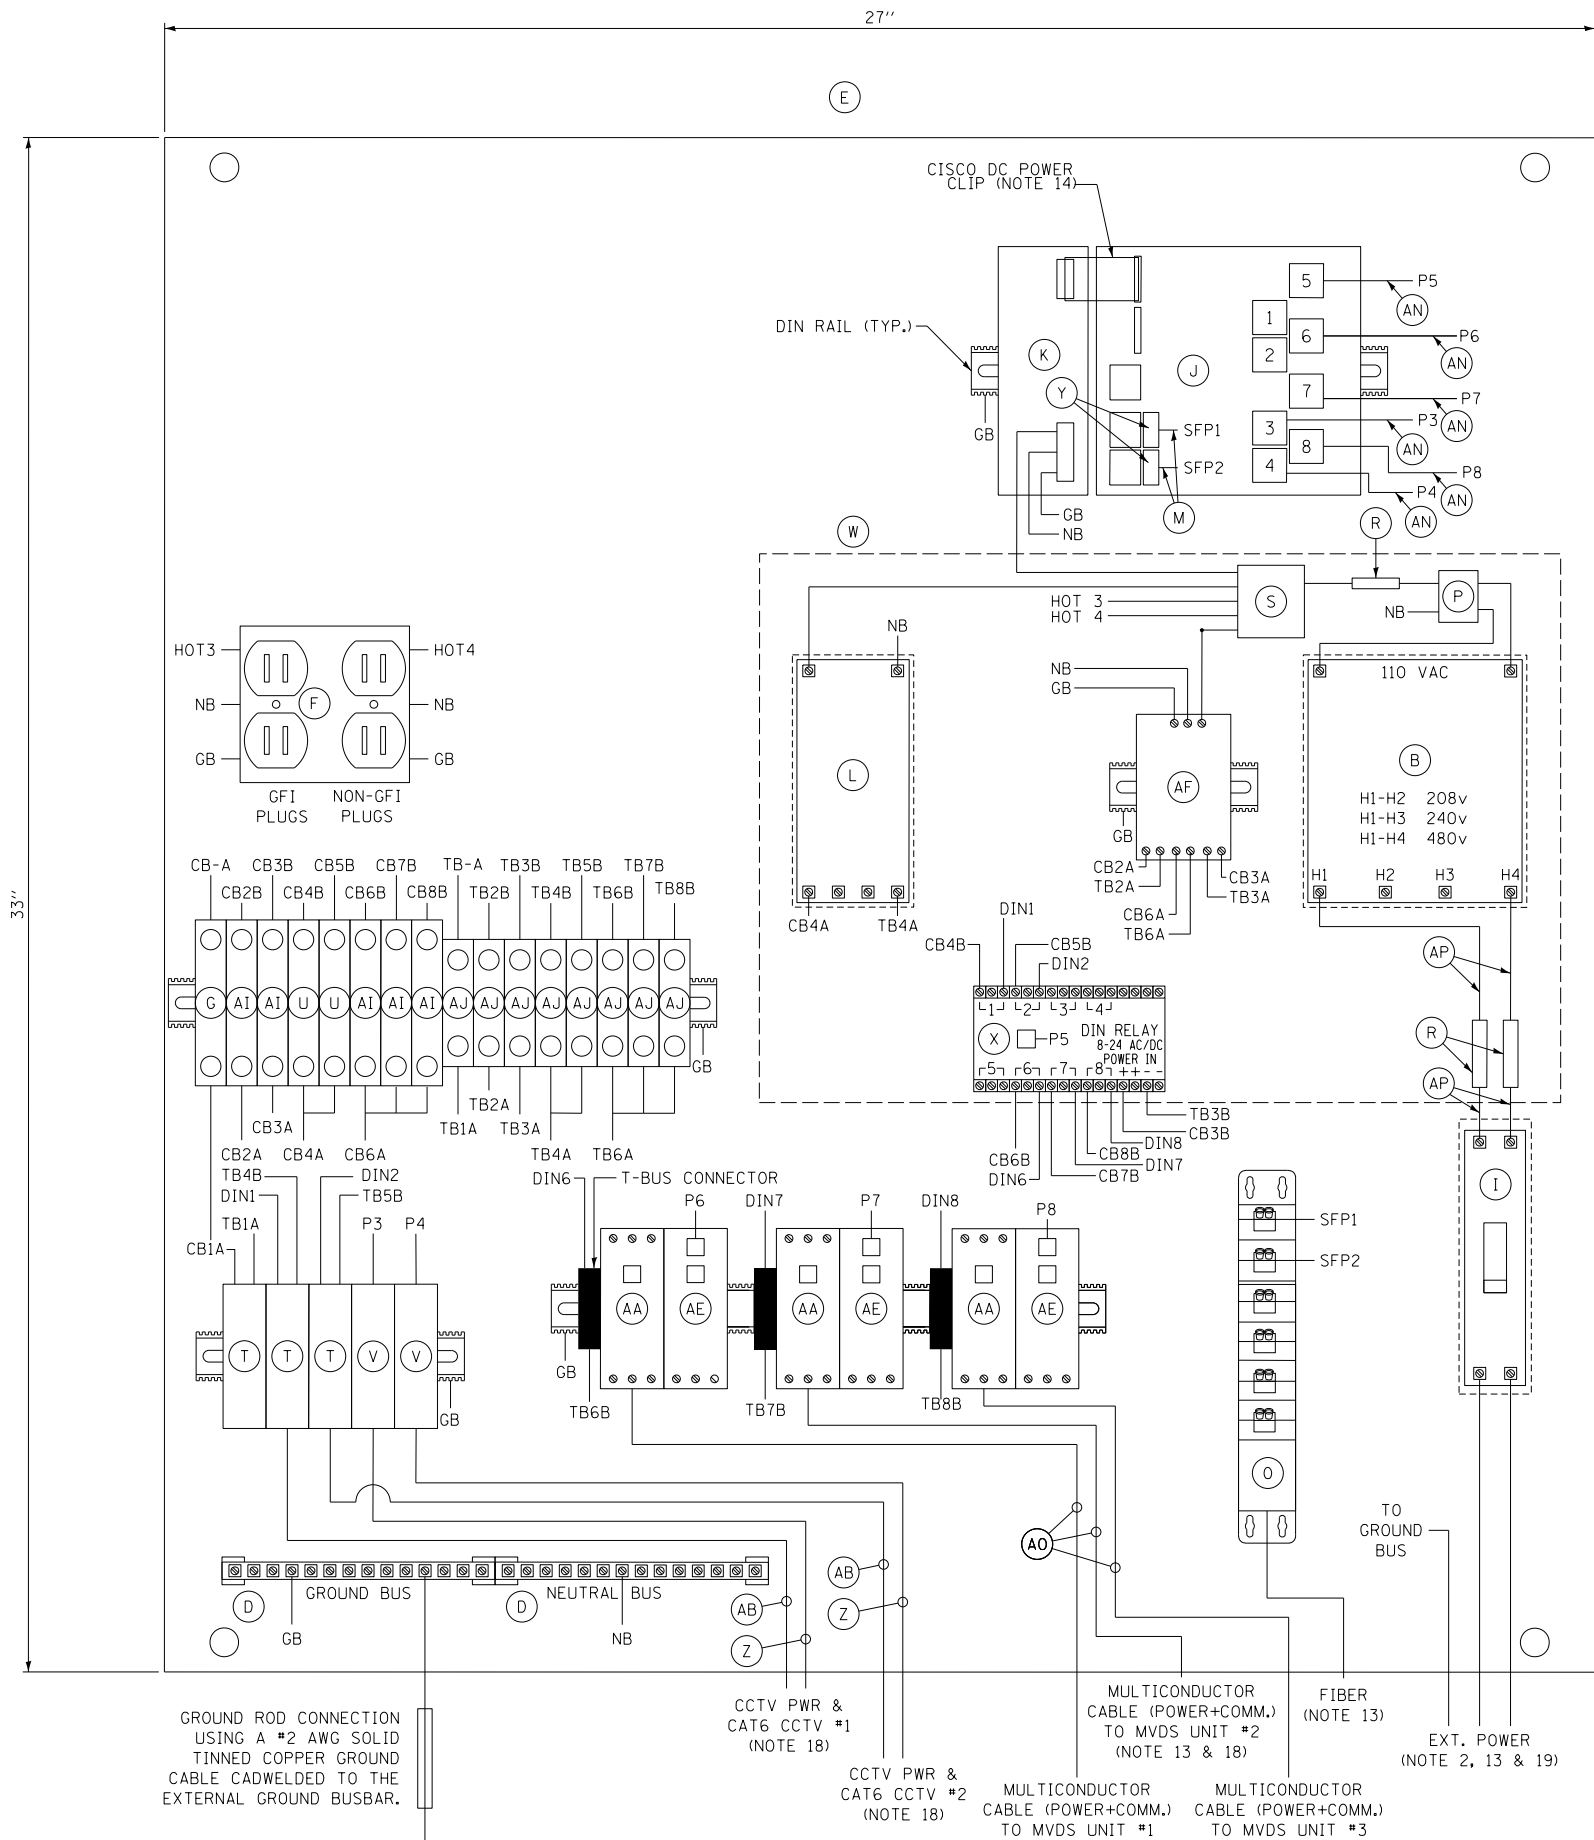 27''
E
33''
CISCO DC POWER
CLIP (NOTE 14)
DIN RAIL (TYP.)
K
J
Y
GB
SFP1
SFP2
M
GB
NB
5
1
6
2
7
3
8
4
P5
AN
P6
AN
P7
AN
P3
AN
P8
AN
P4
AN
W
R
S
P
NB
HOT 3
HOT 4
NB
NB
GB
L
CB4A
TB4A
AF
GB
CB2A
TB2A
CB6A
TB6A
CB3A
TB3A
110 VAC
B
H1-H2 208v
H1-H3 240v
H1-H4 480v
H1
H2
H3
H4
AP
R
AP
HOT3
HOT4
NB
F
NB
GB
GB
GFI
PLUGS
NON-GFI
PLUGS
CB-A
CB3B
CB5B
CB7B
TB-A
TB3B
TB5B
TB7B
CB2B
CB4B
CB6B
CB8B
TB2B
TB4B
TB6B
TB8B
G
AI
AI
U
U
AI
AI
AI
AJ
AJ
AJ
AJ
AJ
AJ
AJ
AJ
GB
CB2A
CB3A
CB4A
CB6A
TB1A
TB2A
TB3A
TB4A
TB6A
DIN1
CB4B
CB5B
DIN2
1
2
3
4
X
P5
DIN RELAY
8-24 AC/DC
POWER IN
5
6
7
8
++--
TB3B
CB3B
DIN8
CB8B
DIN7
CB7B
CB6B
DIN6
TB4B
DIN2
DIN1
TB5B
TB1A
P3
P4
CB1A
T
T
T
V
V
GB
DIN6
T-BUS CONNECTOR
P6
DIN7
P7
DIN8
P8
AA
AE
AA
AE
AA
AE
GB
TB6B
TB7B
TB8B
SFP1
SFP2
O
I
GROUND BUS
NEUTRAL BUS
D
D
GB
NB
AB
Z
AB
Z
AO
TO
GROUND
BUS
GROUND ROD CONNECTION
USING A #2 AWG SOLID
TINNED COPPER GROUND
CABLE CADWELDED TO THE
EXTERNAL GROUND BUSBAR.
CCTV PWR &
CAT6 CCTV #1
(NOTE 18)
CCTV PWR &
CAT6 CCTV #2
(NOTE 18)
MULTICONDUCTOR
CABLE (POWER+COMM.)
TO MVDS UNIT #2
(NOTE 13 & 18)
MULTICONDUCTOR
CABLE (POWER+COMM.)
TO MVDS UNIT #1
MULTICONDUCTOR
CABLE (POWER+COMM.)
TO MVDS UNIT #3
FIBER
(NOTE 13)
EXT. POWER
(NOTE 2, 13 & 19)